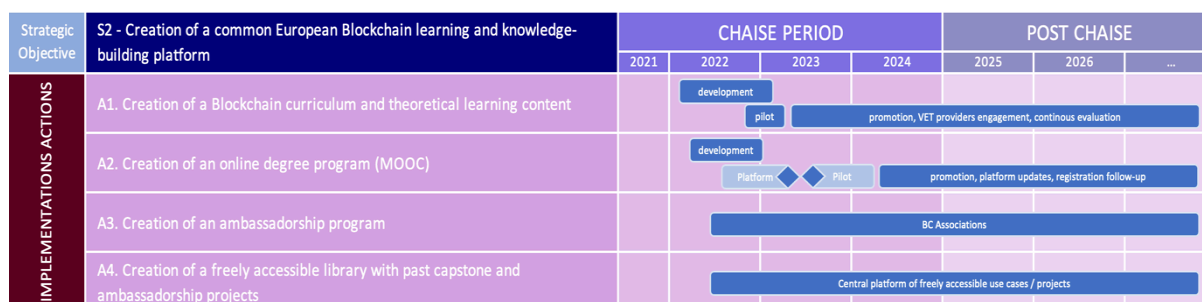 Strategic
Objective
S2 - Creation of a common European Blockchain learning and knowledge-
building platform
CHAISE PERIOD
POST CHAISE
2021
2022
2023
2024
2025
2026
...
IMPLEMENTATIONS ACTIONS
A1. Creation of a Blockchain curriculum and theoretical learning content
development
pilot
promotion, VET providers engagement, continous evaluation
A2. Creation of an online degree program (MOOC)
development
Platform
Pilot
promotion, platform updates, registration follow-up
A3. Creation of an ambassadorship program
BC Associations
A4. Creation of a freely accessible library with past capstone and
ambassadorship projects
Central platform of freely accessible use cases / projects